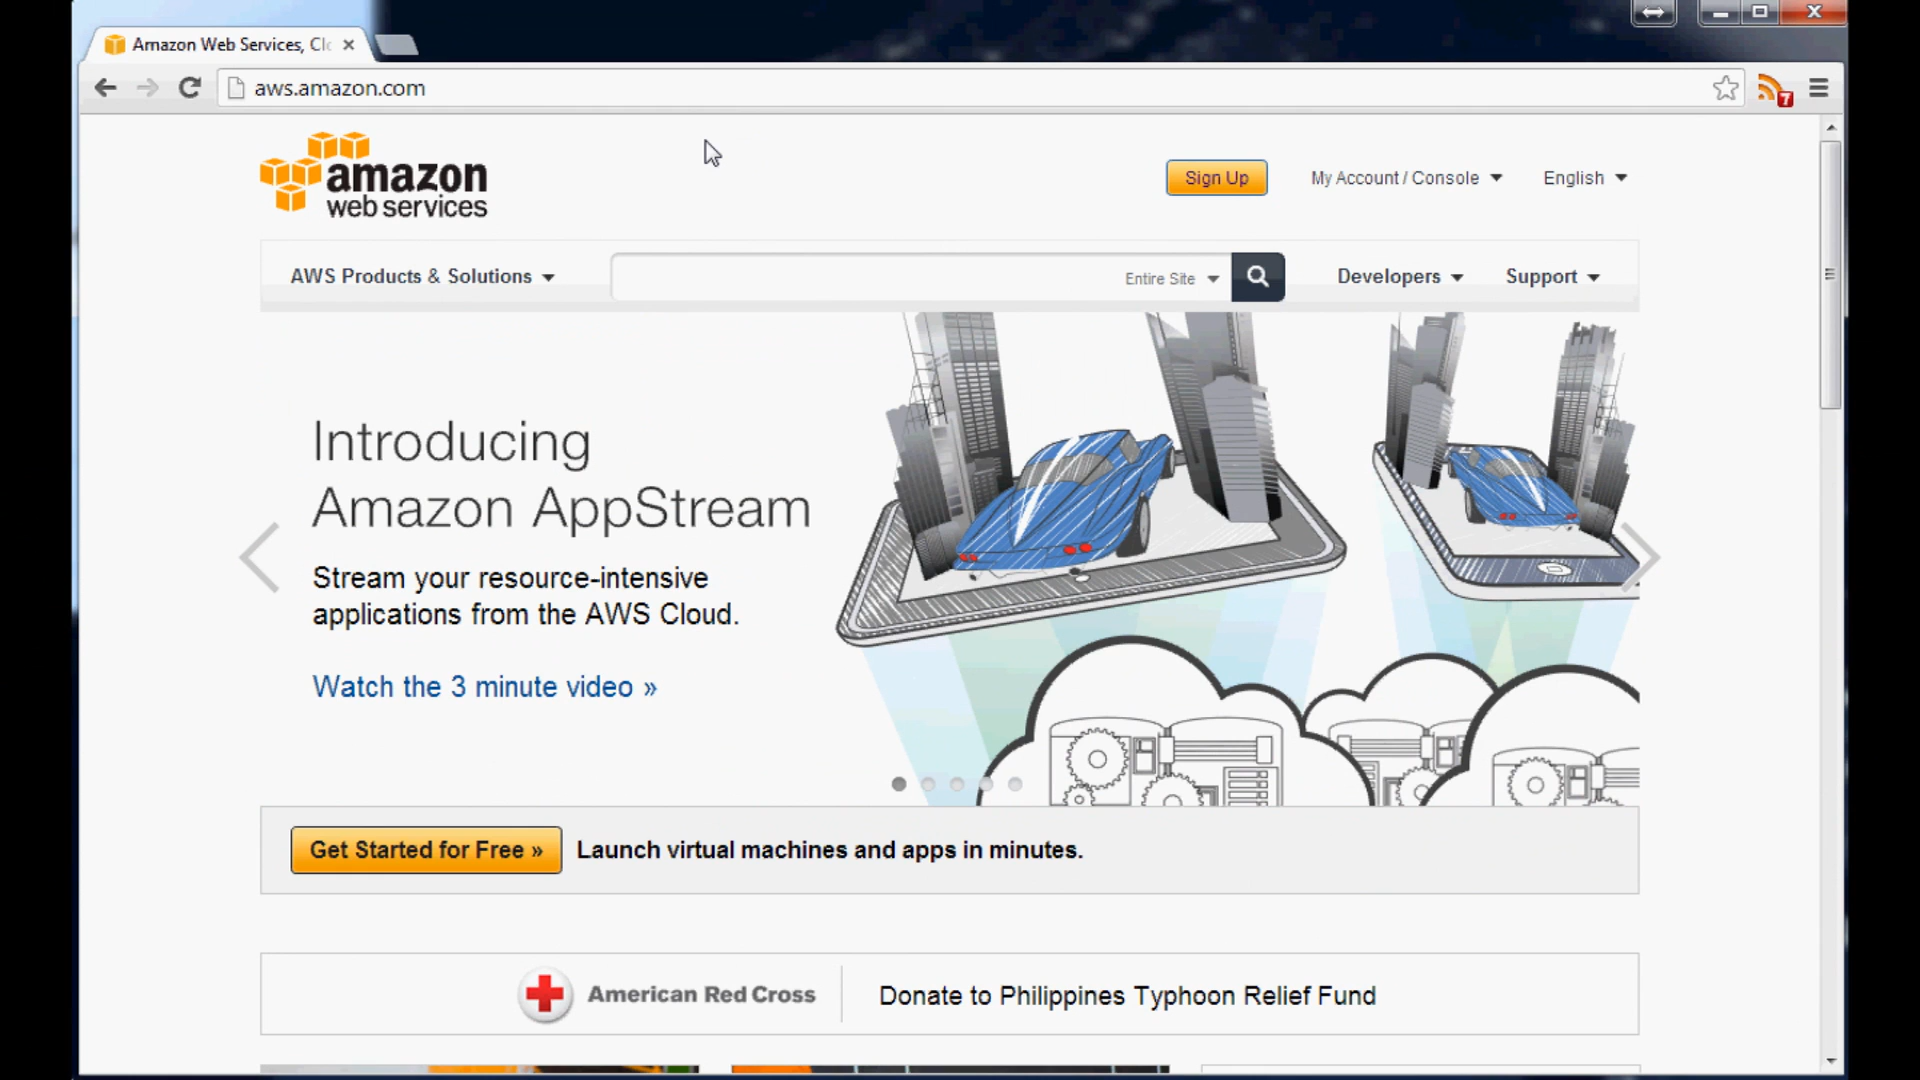 Amazon Web Services, Clo
aws.amazon.com
7
amazon
web services
Sign Up
My Account / Console
English
AWS Products & Solutions
Entire Site
Developers
Support
Introducing
Amazon AppStream
Stream your resource-intensive
applications from the AWS Cloud.
Watch the 3 minute video »
Get Started for Free »
Launch virtual machines and apps in minutes.
American Red Cross
Donate to Philippines Typhoon Relief Fund